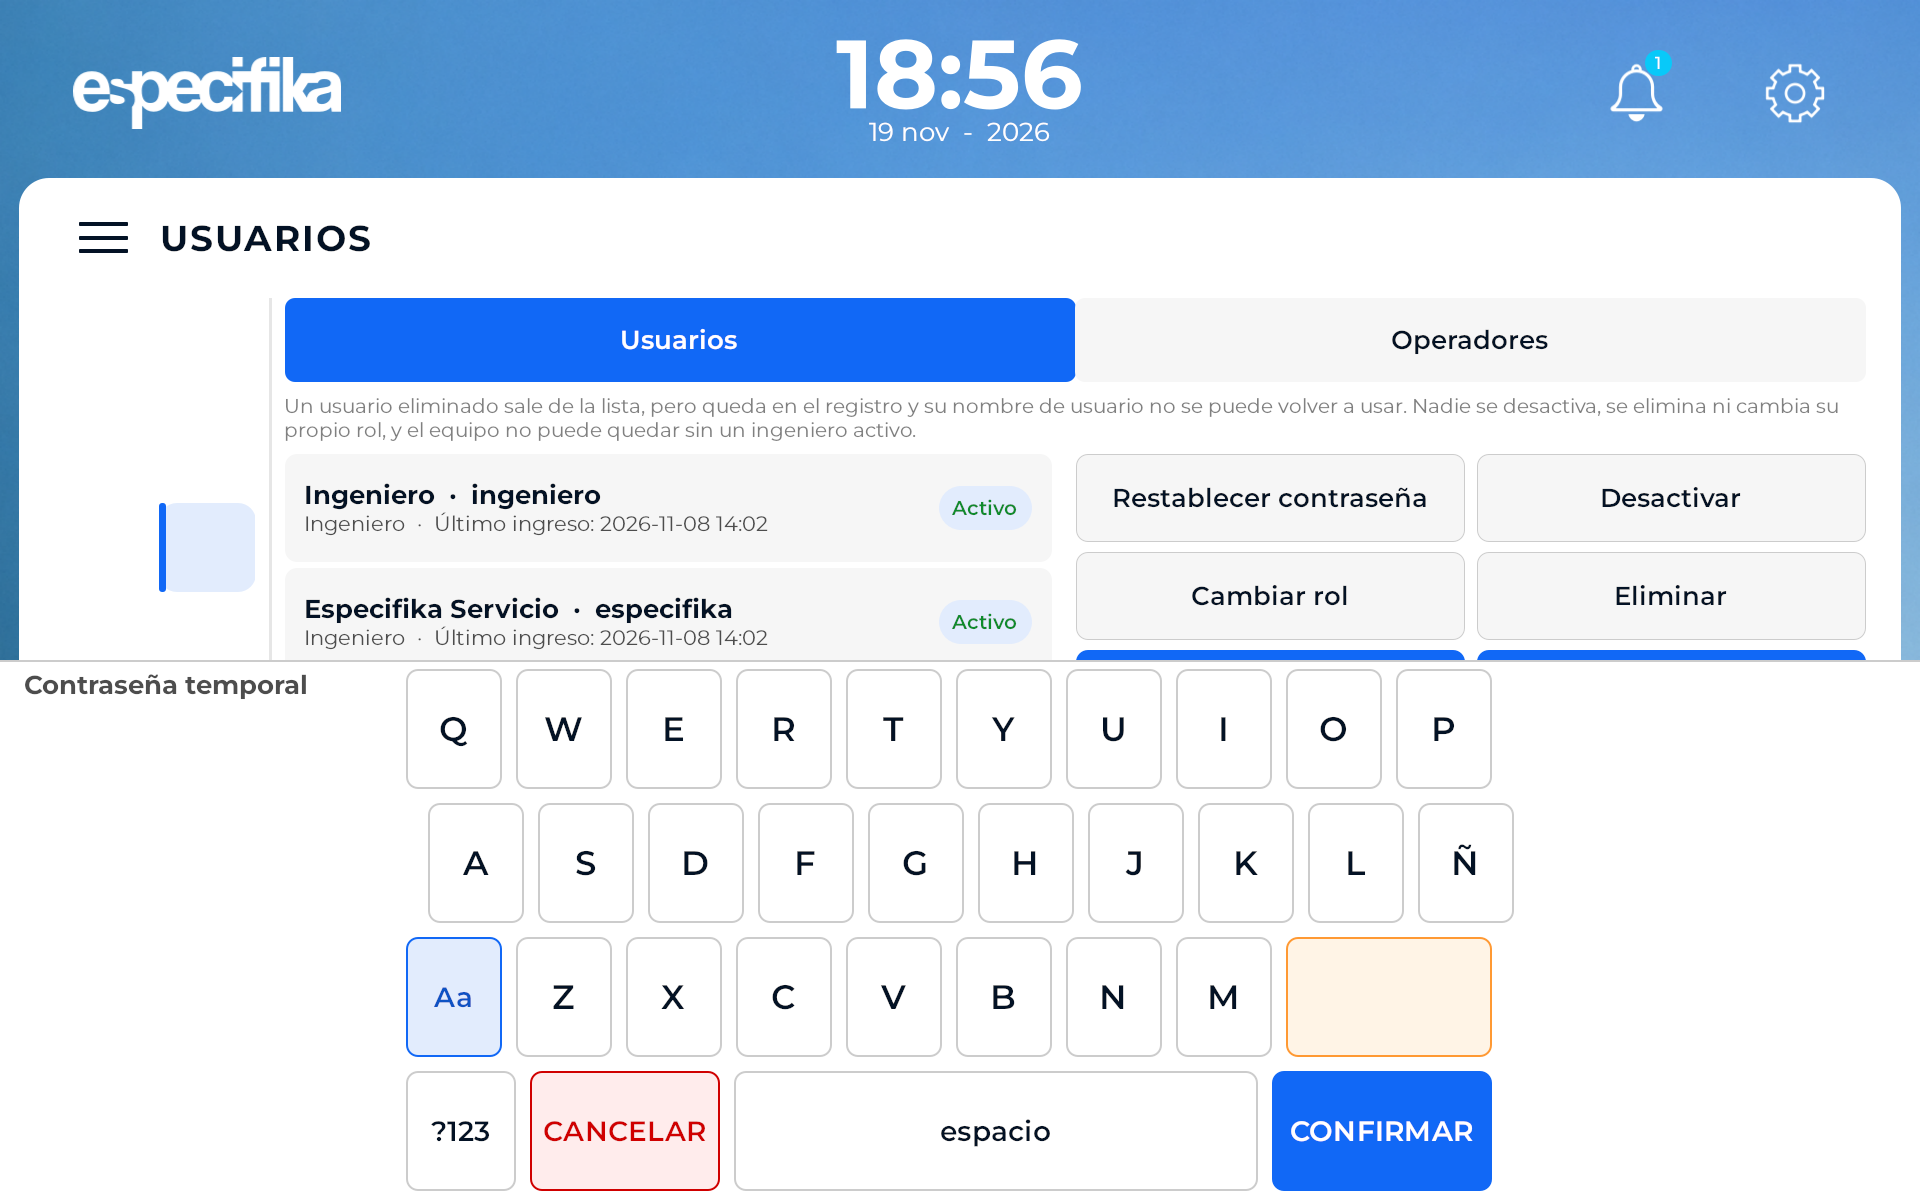 especifika
18:56
19 nov - 2026
1
USUARIOS
Usuarios
Operadores
Un usuario eliminado sale de la lista, pero queda en el registro y su nombre de usuario no se puede volver a usar. Nadie se desactiva, se elimina ni cambia su
propio rol, y el equipo no puede quedar sin un ingeniero activo.
Ingeniero · ingeniero
Ingeniero · Último ingreso: 2026-11-08 14:02
Activo
Restablecer contraseña
Desactivar
Especifika Servicio · especifika
Ingeniero · Último ingreso: 2026-11-08 14:02
Activo
Cambiar rol
Eliminar
Contraseña temporal
Q W E R T Y U I O P
A S D F G H J K L Ñ
Aa Z X C V B N M
?123 CANCELAR espacio CONFIRMAR